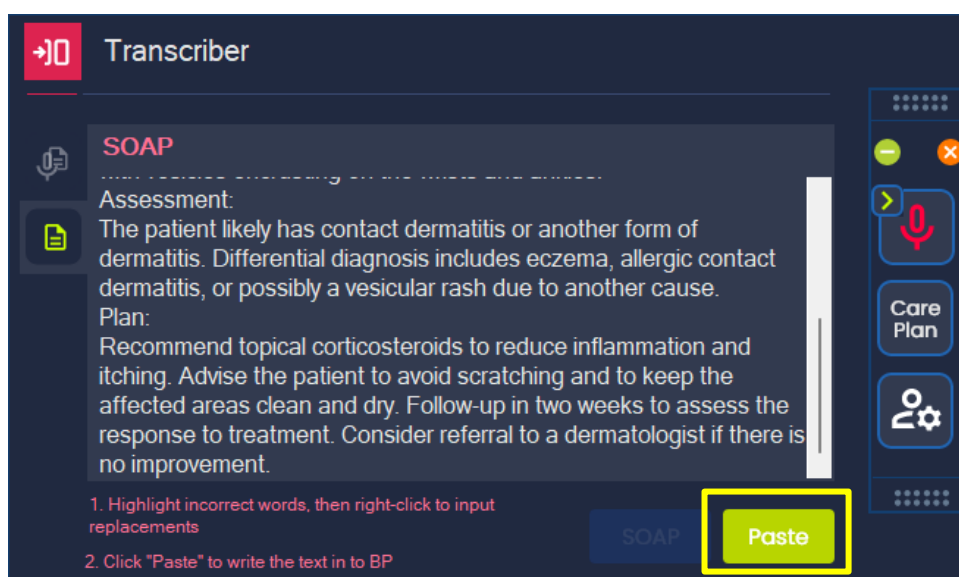 Transcriber
SOAP
Assessment:
The patient likely has contact dermatitis or another form of
dermatitis. Differential diagnosis includes eczema, allergic contact
dermatitis, or possibly a vesicular rash due to another cause.
Plan:
Recommend topical corticosteroids to reduce inflammation and
itching. Advise the patient to avoid scratching and to keep the
affected areas clean and dry. Follow-up in two weeks to assess the
response to treatment. Consider referral to a dermatologist if there is
no improvement.
1. Highlight incorrect words, then right-click to input
replacements
2. Click "Paste" to write the text in to BP
SOAP
Paste
Care
Plan